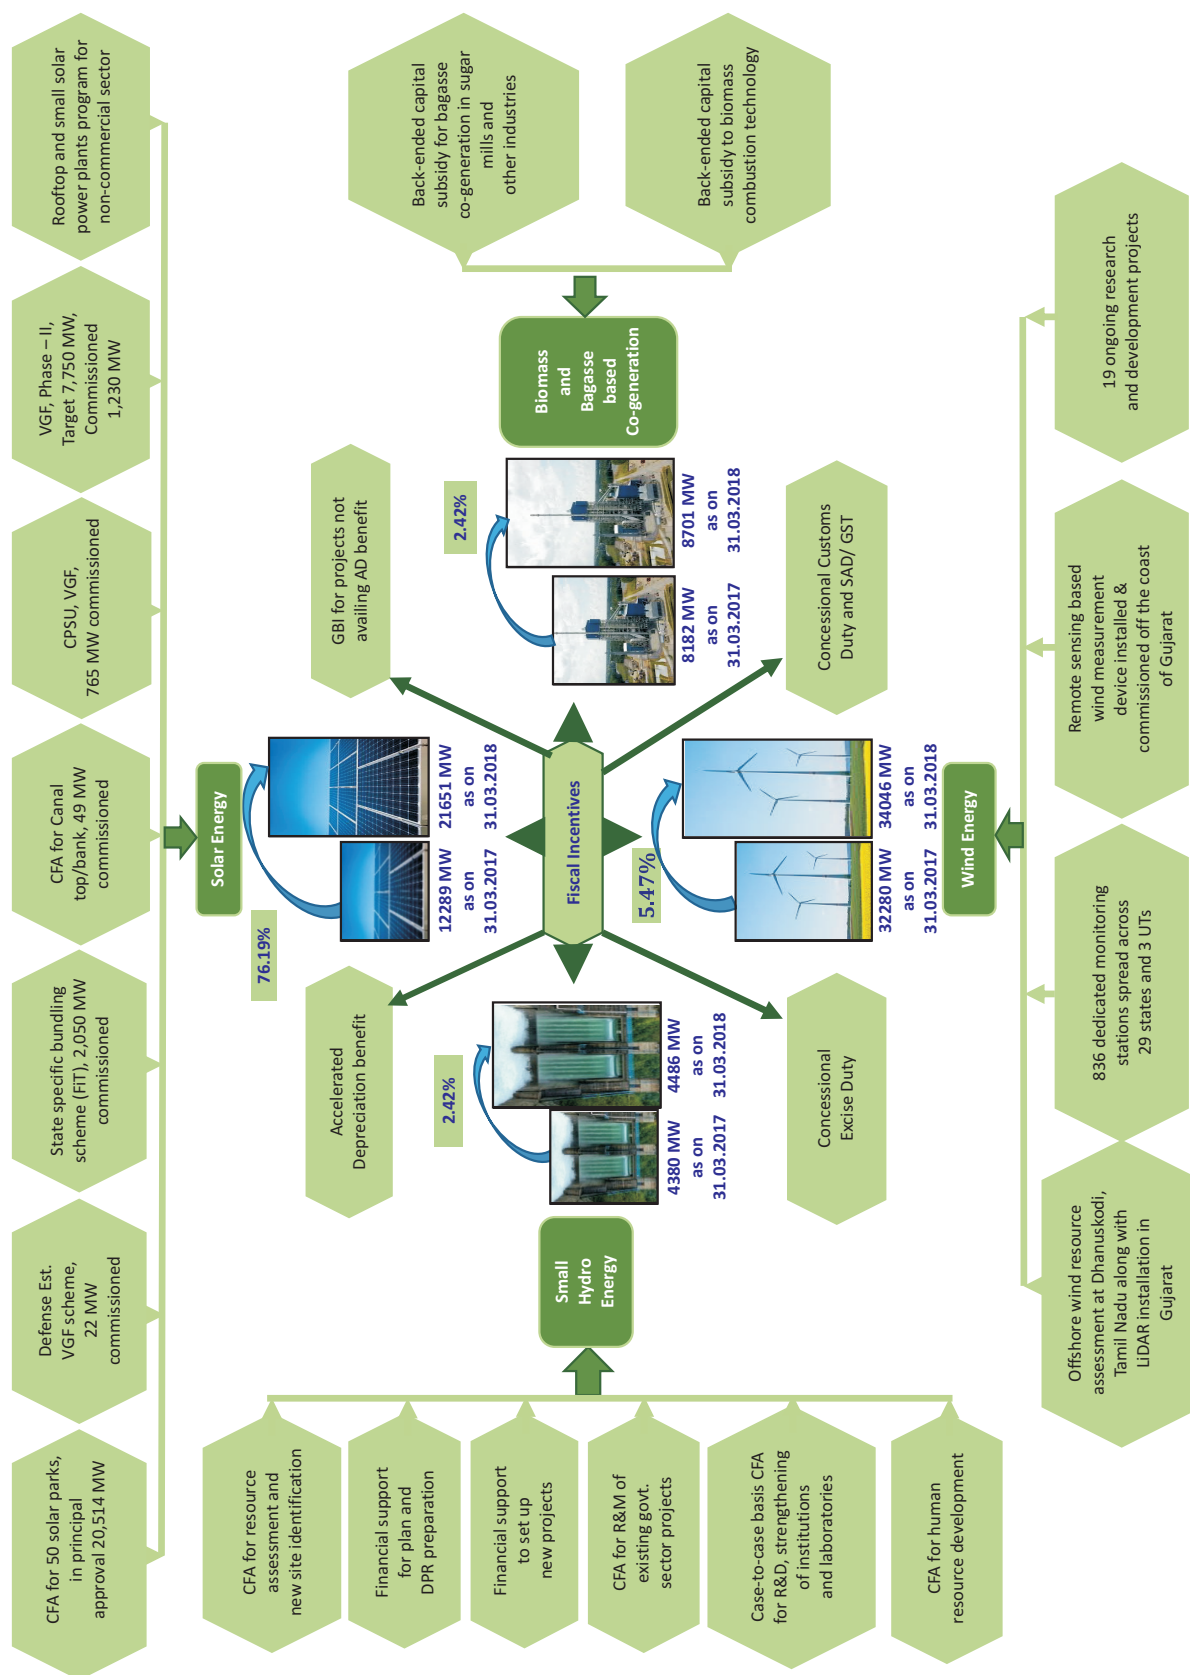 CFA for 50 solar parks,
in principal
approval 20,514 MW
Defense Est.
VGF scheme,
22 MW
commissioned
State specific bundling
scheme (FiT), 2,050 MW
commissioned
CFA for Canal
top/bank, 49 MW
commissioned
CPSU, VGF,
765 MW commissioned
VGF, Phase – II,
Target 7,750 MW,
Commissioned
1,230 MW
Rooftop and small solar
power plants program for
non-commercial sector
Solar Energy
76.19%
12289 MW
as on
31.03.2017
21651 MW
as on
31.03.2018
CFA for resource
assessment and
new site identification
Financial support
for plan and
DPR preparation
Financial support
to set up
new projects
CFA for R&M of
existing govt.
sector projects
Case-to-case basis CFA
for R&D, strengthening
of institutions
and laboratories
CFA for human
resource development
Small
Hydro
Energy
2.42%
4380 MW
as on
31.03.2017
4486 MW
as on
31.03.2018
Accelerated
Depreciation benefit
GBI for projects not
availing AD benefit
Fiscal Incentives
Concessional
Excise Duty
Concessional Customs
Duty and SAD/ GST
2.42%
8182 MW
as on
31.03.2017
8701 MW
as on
31.03.2018
Biomass
and
Bagasse
based
Co-generation
Back-ended capital
subsidy for bagasse
co-generation in sugar
mills and
other industries
Back-ended capital
subsidy to biomass
combustion technology
5.47%
32280 MW
as on
31.03.2017
34046 MW
as on
31.03.2018
Wind Energy
Offshore wind resource
assessment at Dhanuskodi,
Tamil Nadu along with
LiDAR installation in
Gujarat
836 dedicated monitoring
stations spread across
29 states and 3 UTs
Remote sensing based
wind measurement
device installed &
commissioned off the coast
of Gujarat
19 ongoing research
and development projects